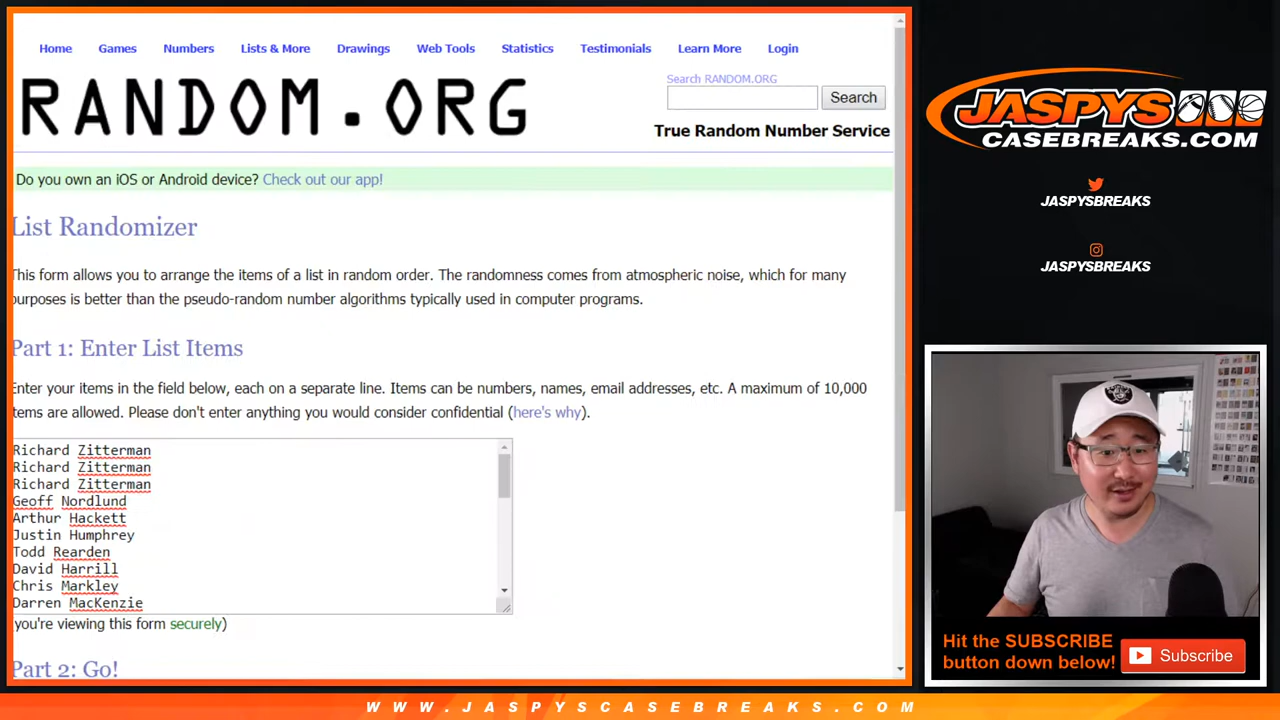 Home Games Numbers Lists & More Drawings Web Tools Statistics Testimonials Learn More Login
RANDOM.ORG
Search RANDOM.ORG
Search
True Random Number Service
Do you own an iOS or Android device? Check out our app!
List Randomizer
This form allows you to arrange the items of a list in random order. The randomness comes from atmospheric noise, which for many
purposes is better than the pseudo-random number algorithms typically used in computer programs.
Part 1: Enter List Items
Enter your items in the field below, each on a separate line. Items can be numbers, names, email addresses, etc. A maximum of 10,000
items are allowed. Please don't enter anything you would consider confidential (here's why).
Richard Zitterman
Richard Zitterman
Richard Zitterman
Geoff Nordlund
Arthur Hackett
Justin Humphrey
Todd Rearden
David Harrill
Chris Markley
Darren MacKenzie
(you're viewing this form securely)
Part 2: Go!
JASPYS
CASEBREAKS.COM
JASPYSBREAKS
JASPYSBREAKS
Hit the SUBSCRIBE
button down below!
Subscribe
WWW.JASPYSCASEBREAKS.COM